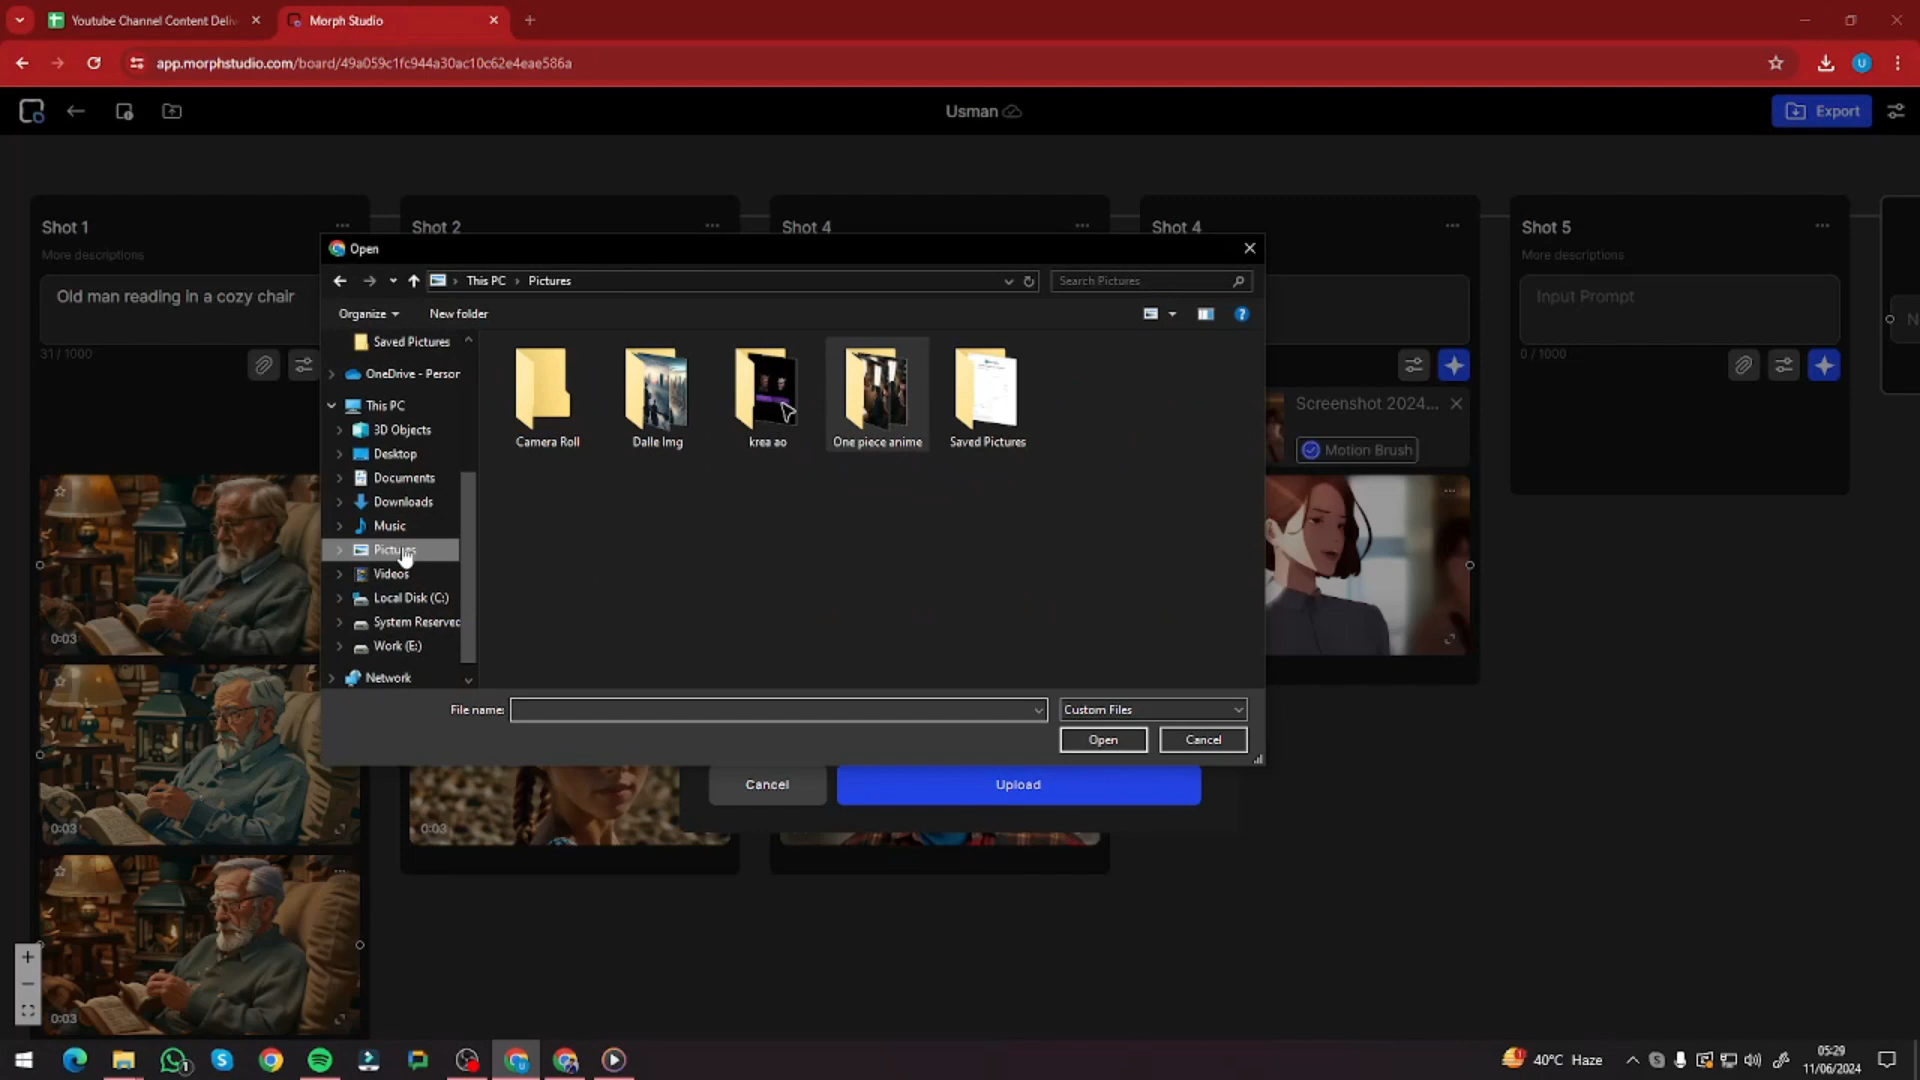 Youtube Channel Content Deliv
Morph Studio
app.morphstudio.com/board/49a059c1fc944a30ac10c62e4eae586a
U
Usman
Export
Shot 1
More descriptions
Old man reading in a cozy chair
31 / 1000
0:03
0:03
0:03
Shot 2
0:03
Shot 4
Shot 4
Screenshot 2024...
Motion Brush
Shot 5
More descriptions
Input Prompt
0 / 1000
N
Open
This PC
Pictures
Search Pictures
Organize
New folder
Saved Pictures
OneDrive - Person
This PC
3D Objects
Desktop
Documents
Downloads
Music
Pictures
Videos
Local Disk (C:)
System Reserved
Work (E:)
Network
Camera Roll
Dalle Img
krea ao
One piece anime
Saved Pictures
File name:
Custom Files
Open
Cancel
Cancel
Upload
40°C Haze
05:29
11/06/2024